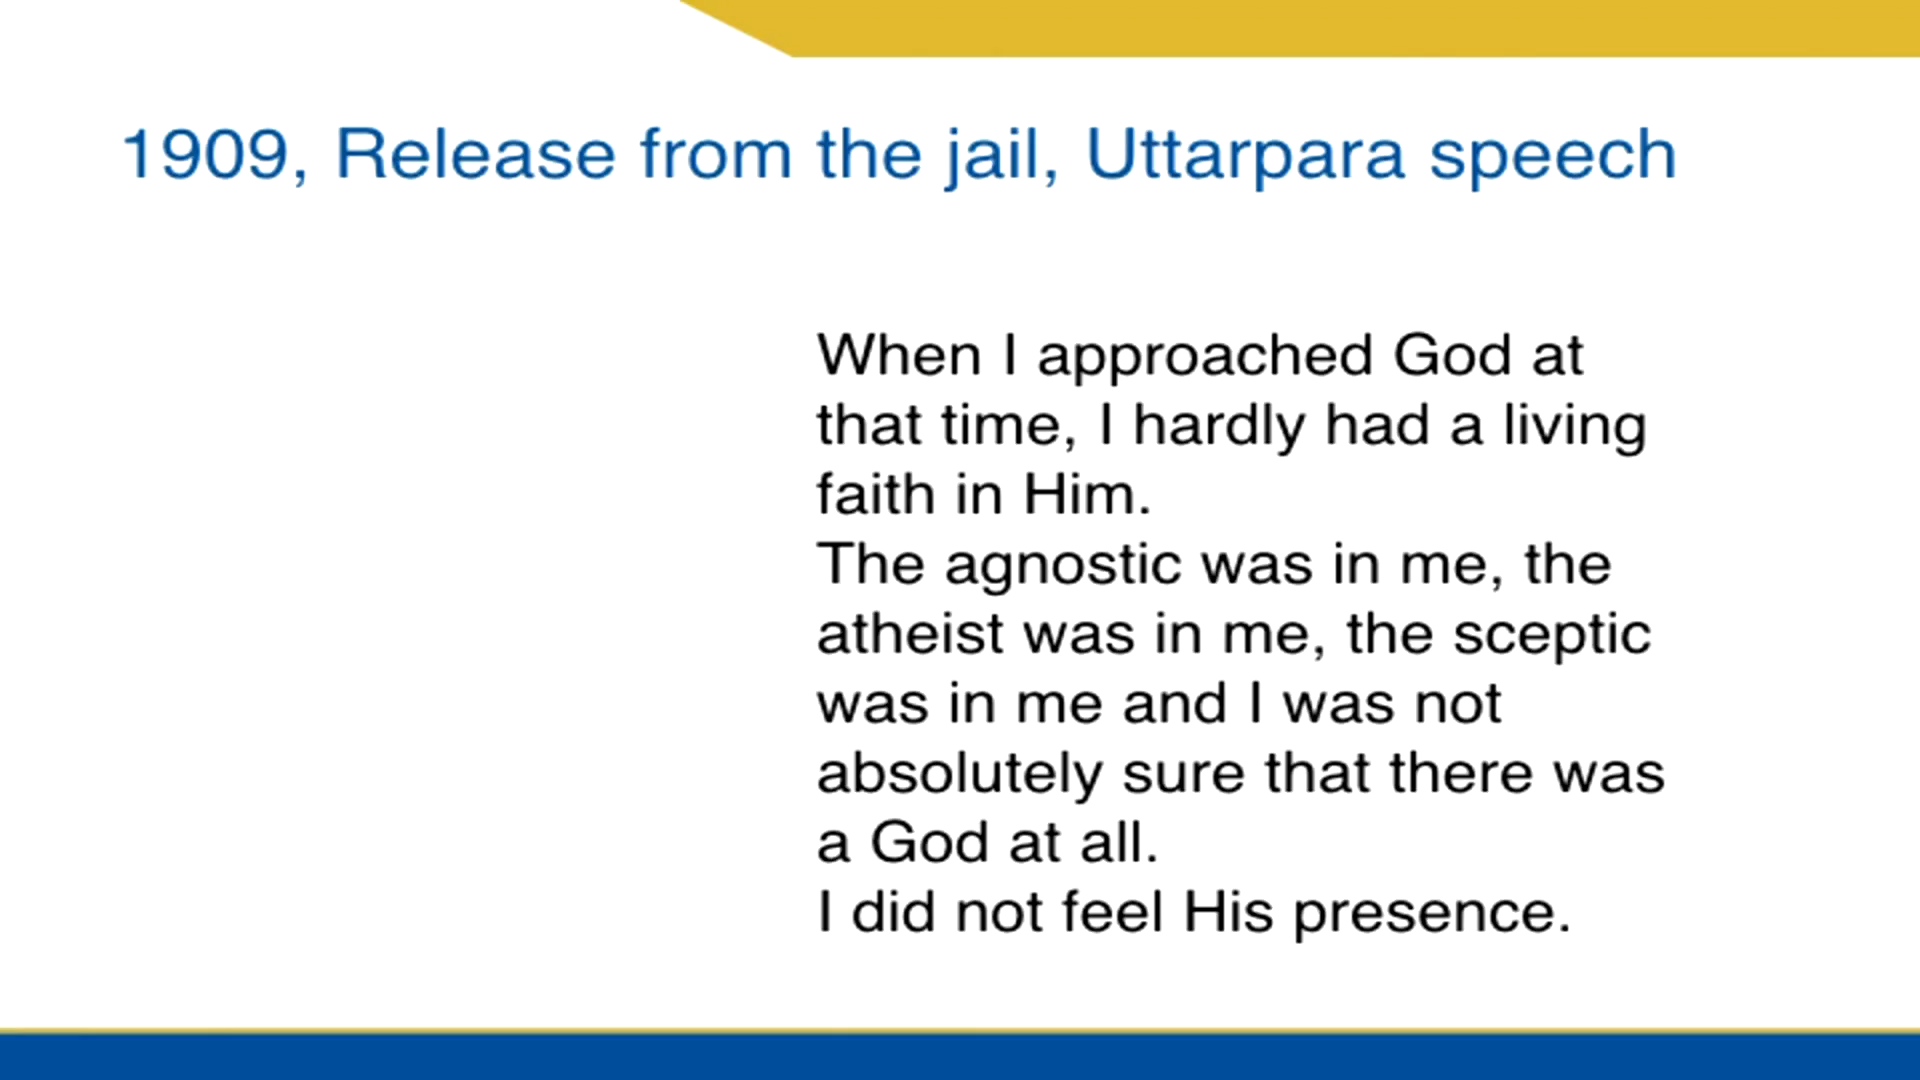 1909, Release from the jail, Uttarpara speech
When I approached God at
that time, I hardly had a living
faith in Him.
The agnostic was in me, the
atheist was in me, the sceptic
was in me and I was not
absolutely sure that there was
a God at all.
I did not feel His presence.